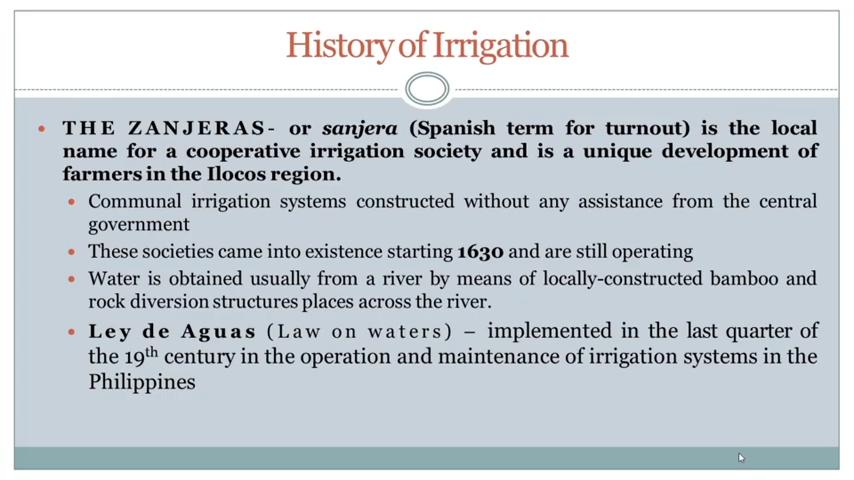 History of Irrigation
• THE ZANJERAS- or sanjera (Spanish term for turnout) is the local
name for a cooperative irrigation society and is a unique development of
farmers in the Ilocos region.
• Communal irrigation systems constructed without any assistance from the central
government
• These societies came into existence starting 1630 and are still operating
• Water is obtained usually from a river by means of locally-constructed bamboo and
rock diversion structures places across the river.
• Ley de Aguas (Law on waters) – implemented in the last quarter of
the 19th century in the operation and maintenance of irrigation systems in the
Philippines